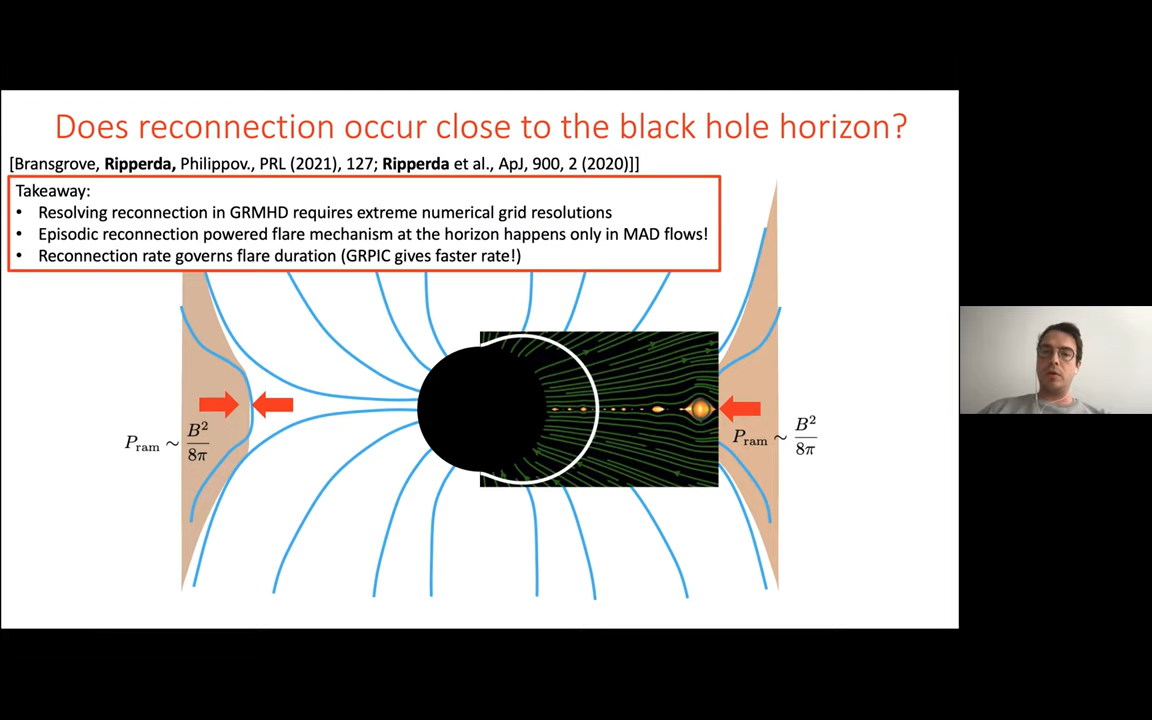 Does reconnection occur close to the black hole horizon?
[Bransgrove, Ripperda, Philippov., PRL (2021), 127; Ripperda et al., ApJ, 900, 2 (2020)]]
Takeaway:
• Resolving reconnection in GRMHD requires extreme numerical grid resolutions
• Episodic reconnection powered flare mechanism at the horizon happens only in MAD flows!
• Reconnection rate governs flare duration (GRPIC gives faster rate!)
P_ram ~ B²/8π
P_ram ~ B²/8π